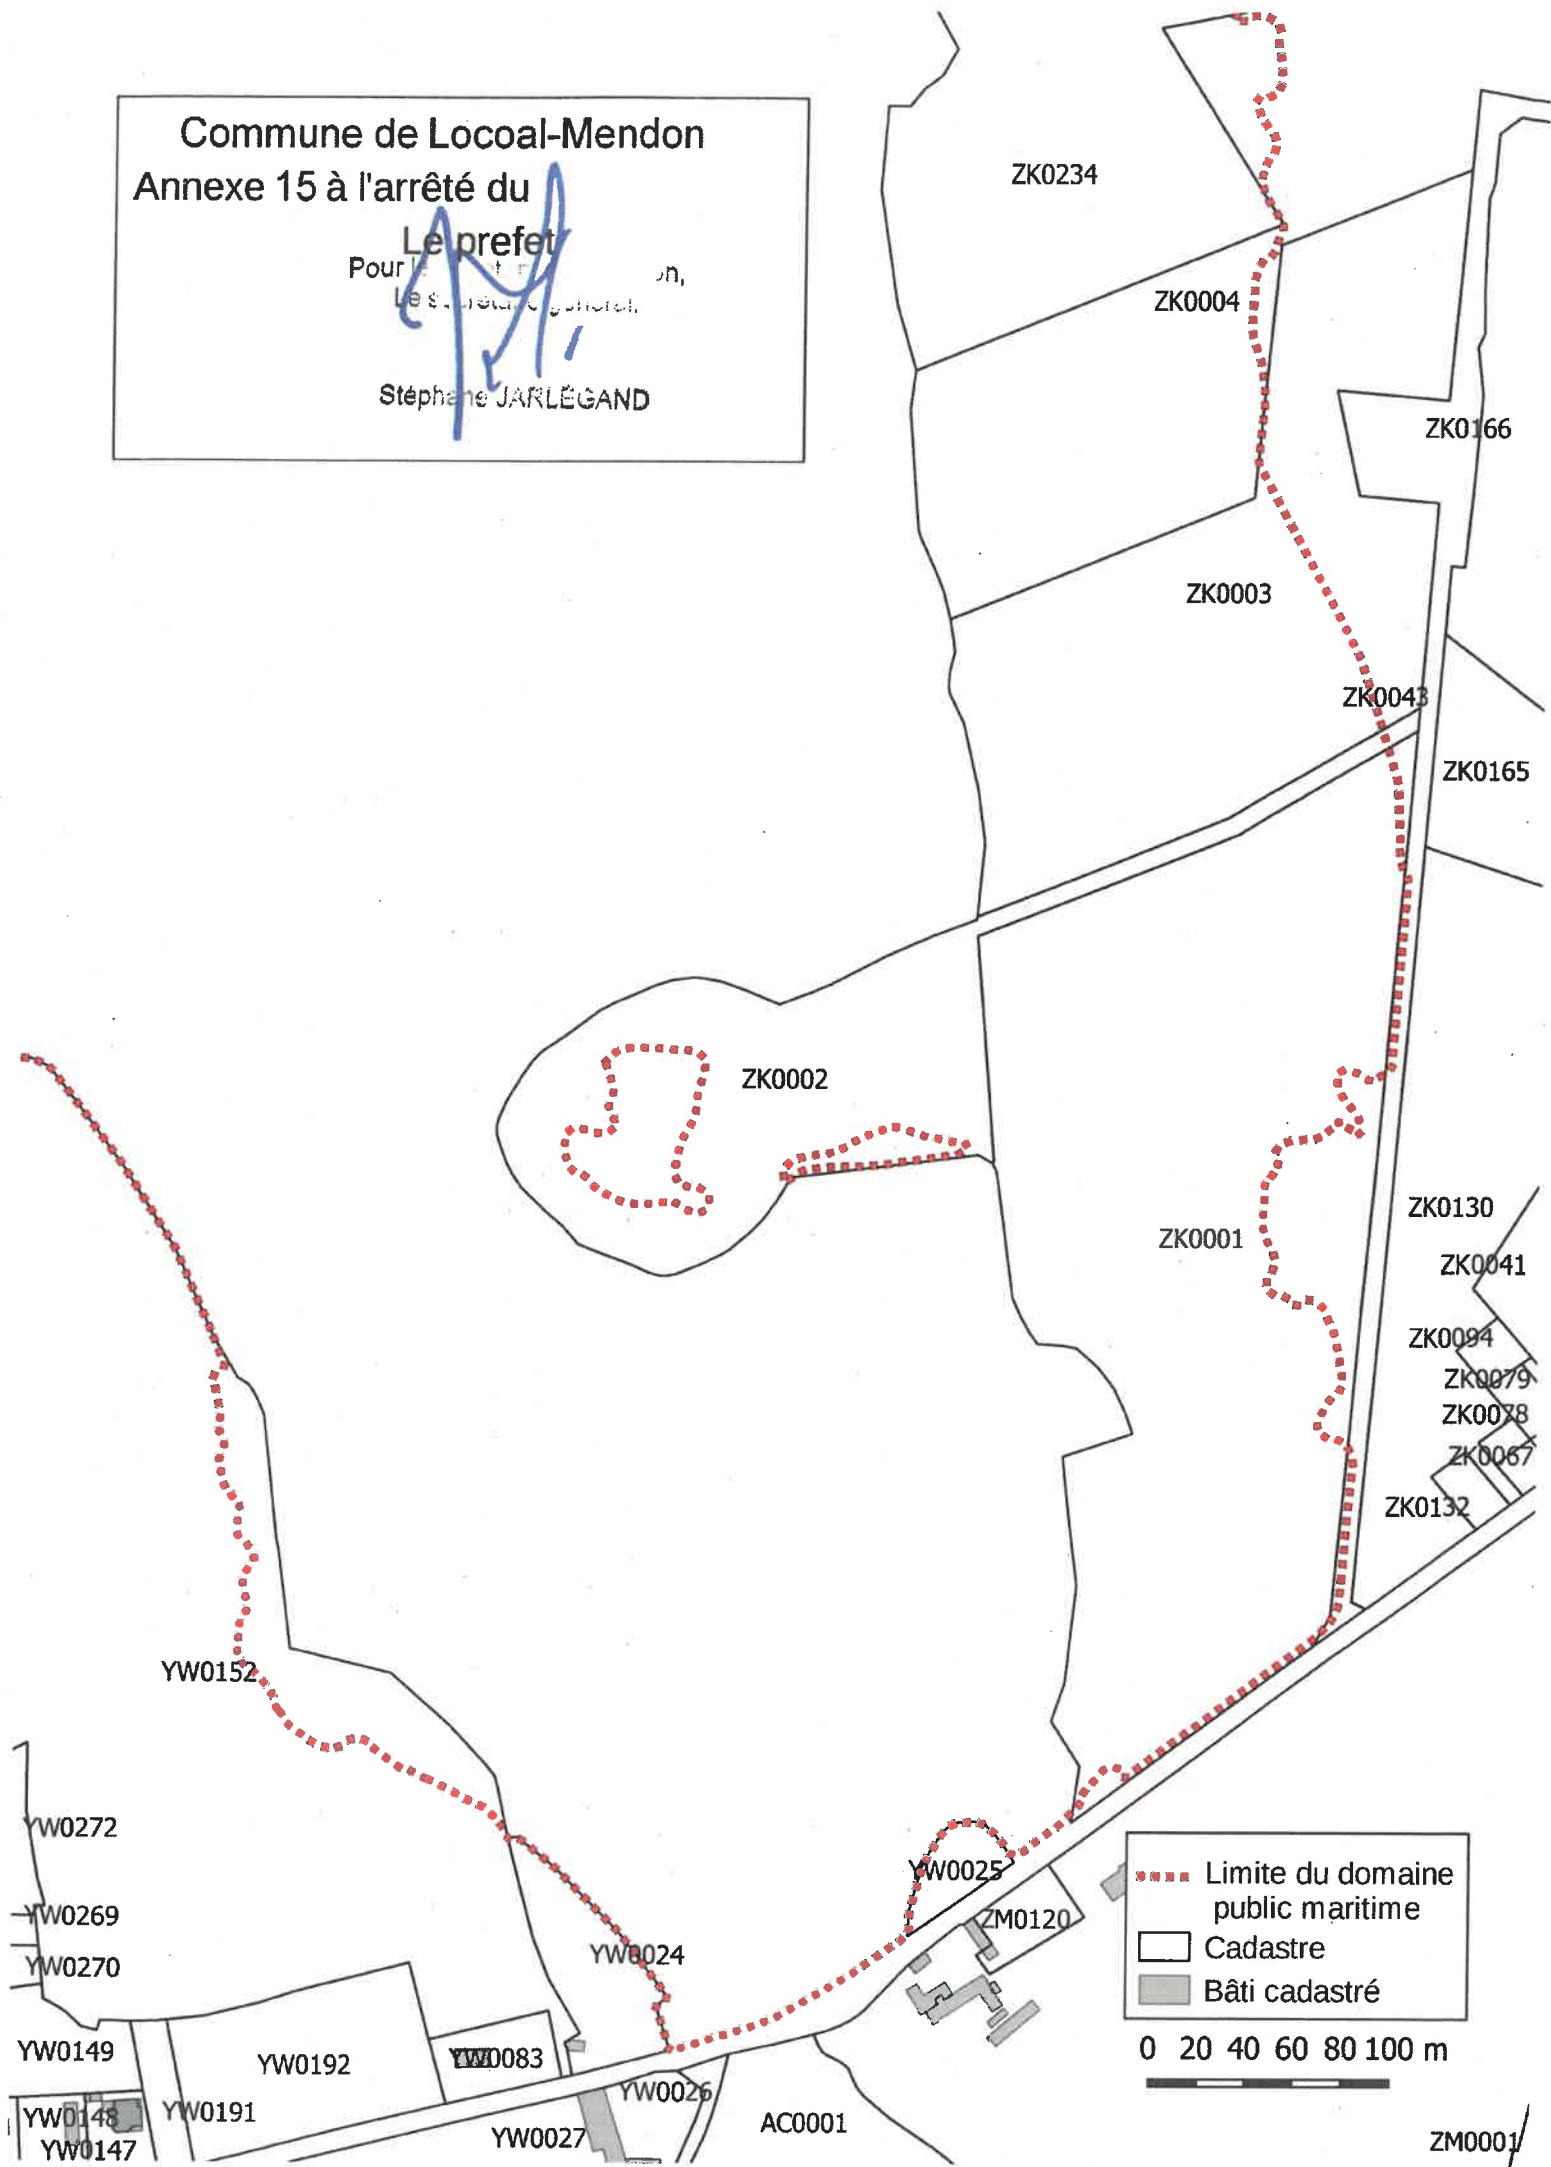 Commune de Locoal-Mendon
Annexe 15 à l'arrêté du
Le prefet
Pour
Stéphane JARLÉGAND
ZK0234
ZK0004
ZK0166
ZK0003
ZK0043
ZK0165
ZK0002
ZK0130
ZK0001
ZK0041
ZK0094
ZK0079
ZK0078
ZK0067
ZK0132
YW0152
YW0272
YW0025
YW0269
ZM0120
YW0024
YW0270
YW0149
YW0192
YW0083
YW0026
YW0148
YW0191
YW0027
AC0001
YW0147
ZM0001
Limite du domaine
public maritime
Cadastre
Bâti cadastré
0 20 40 60 80 100 m